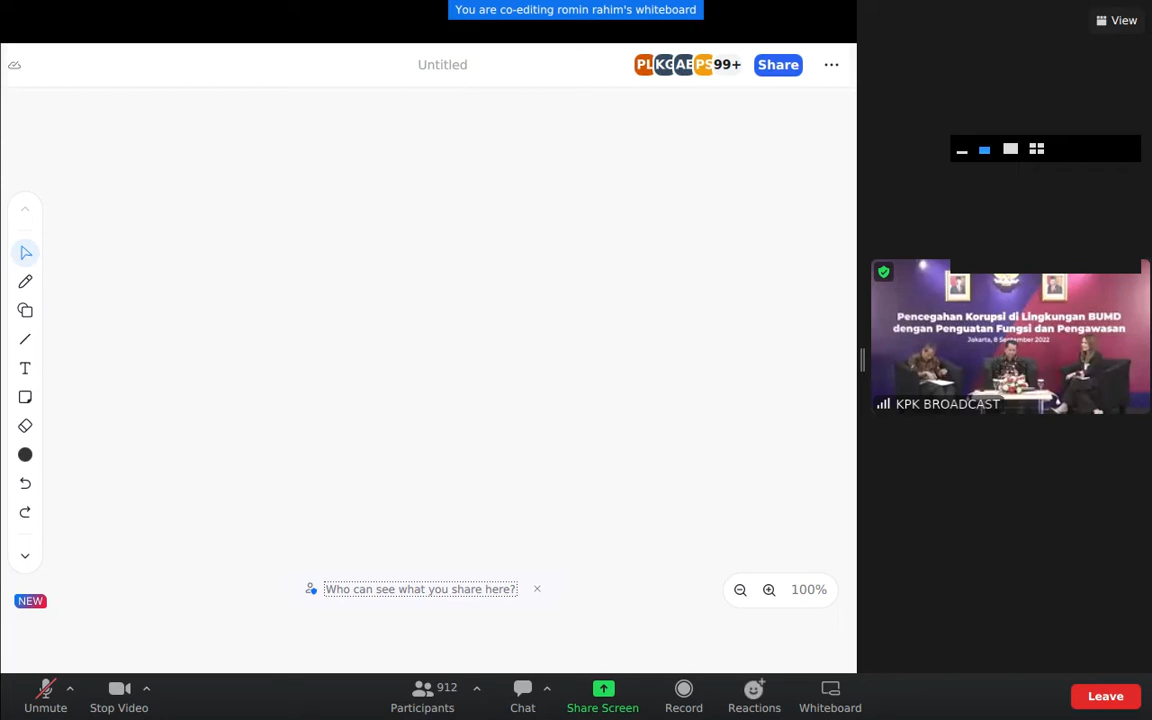 You are co-editing romin rahim's whiteboard
View
Untitled
PL KG AE PS 99+
Share
Pencegahan Korupsi di Lingkungan BUMD
dengan Penguatan Fungsi dan Pengawasan
Jakarta, 8 September 2022
KPK BROADCAST
T
Who can see what you share here?
100%
NEW
912
Unmute
Stop Video
Participants
Chat
Share Screen
Record
Reactions
Whiteboard
Leave